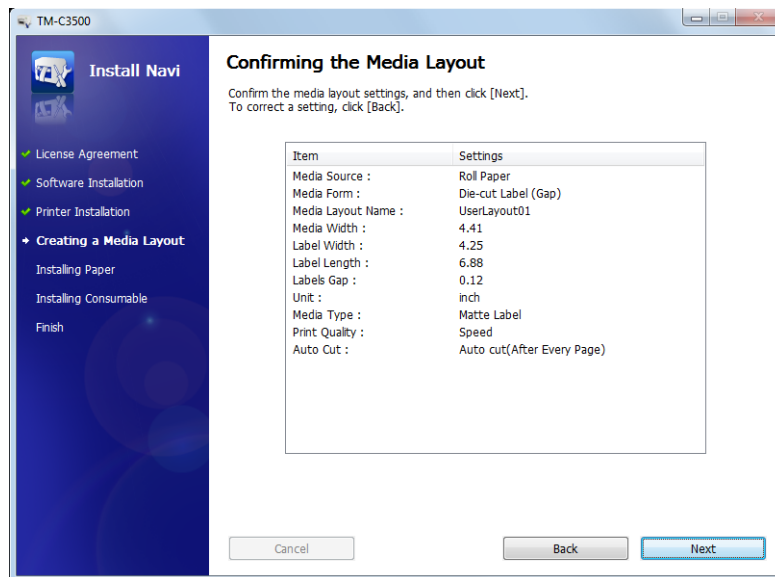 TM-C3500
Install Navi
License Agreement
Software Installation
Printer Installation
Creating a Media Layout
Installing Paper
Installing Consumable
Finish
Confirming the Media Layout
Confirm the media layout settings, and then click [Next].
To correct a setting, click [Back].
Item Settings
Media Source : Roll Paper
Media Form : Die-cut Label (Gap)
Media Layout Name : UserLayout01
Media Width : 4.41
Label Width : 4.25
Label Length : 6.88
Labels Gap : 0.12
Unit : inch
Media Type : Matte Label
Print Quality : Speed
Auto Cut : Auto cut(After Every Page)
Cancel Back Next